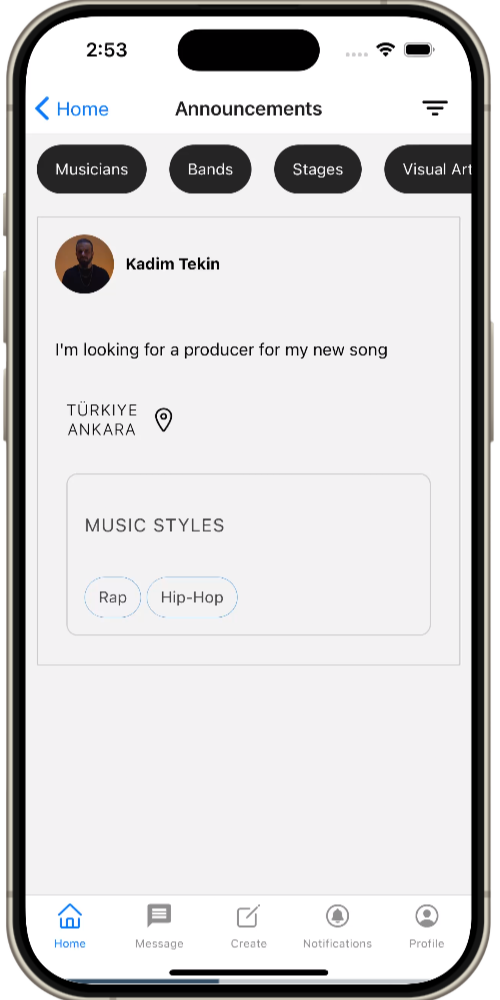 2:53
Home
Announcements
Musicians
Bands
Stages
Visual Art
Kadim Tekin
I'm looking for a producer for my new song
TÜRKIYE
ANKARA
MUSIC STYLES
Rap
Hip-Hop
Home
Message
Create
Notifications
Profile